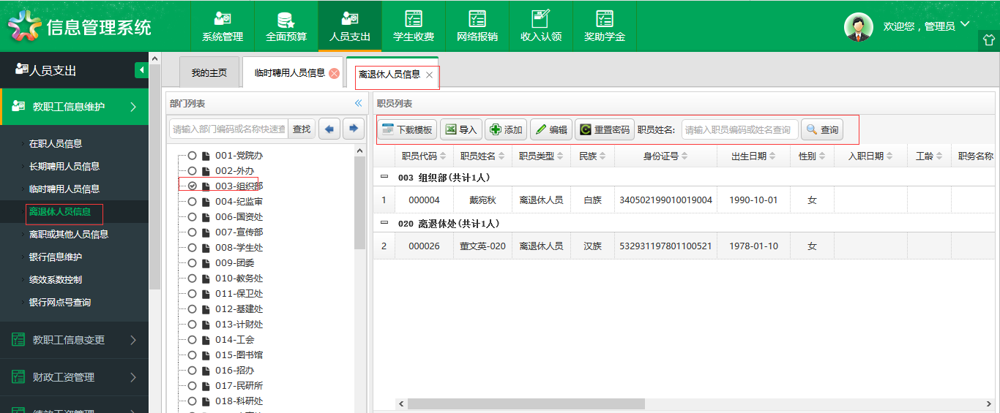 信息管理系统
系统管理
全面预算
人员支出
学生收费
网络报销
收入认领
奖助学金
欢迎您，管理员
人员支出
教职工信息维护
在职人员信息
长期聘用人员信息
临时聘用人员信息
离退休人员信息
离职或其他人员信息
银行信息维护
绩效系数控制
银行网点号查询
教职工信息变更
财政工资管理
绩效工资管理
我的主页
临时聘用人员信息
离退休人员信息
部门列表
请输入部门编码或名称快速查
查找
001-党院办
002-外办
003-组织部
004-纪监审
006-国资处
007-宣传部
008-学生处
009-团委
010-教务处
011-保卫处
012-基建处
013-计财处
014-工会
015-图书馆
016-招办
017-民研所
018-科研处
职员列表
下载模板 导入 添加 编辑 重置密码 职员姓名: 请输入职员编码或姓名查询 查询
职员代码 职员姓名 职员类型 民族 身份证号 出生日期 性别 入职日期 工龄 职务名称
003 组织部(共计1人)
1 000004 戴宛秋 离退休人员 白族 340502199010019004 1990-10-01 女
020 离退休处(共计1人)
2 000026 董文英-020 离退休人员 汉族 532931197801100521 1978-01-10 女